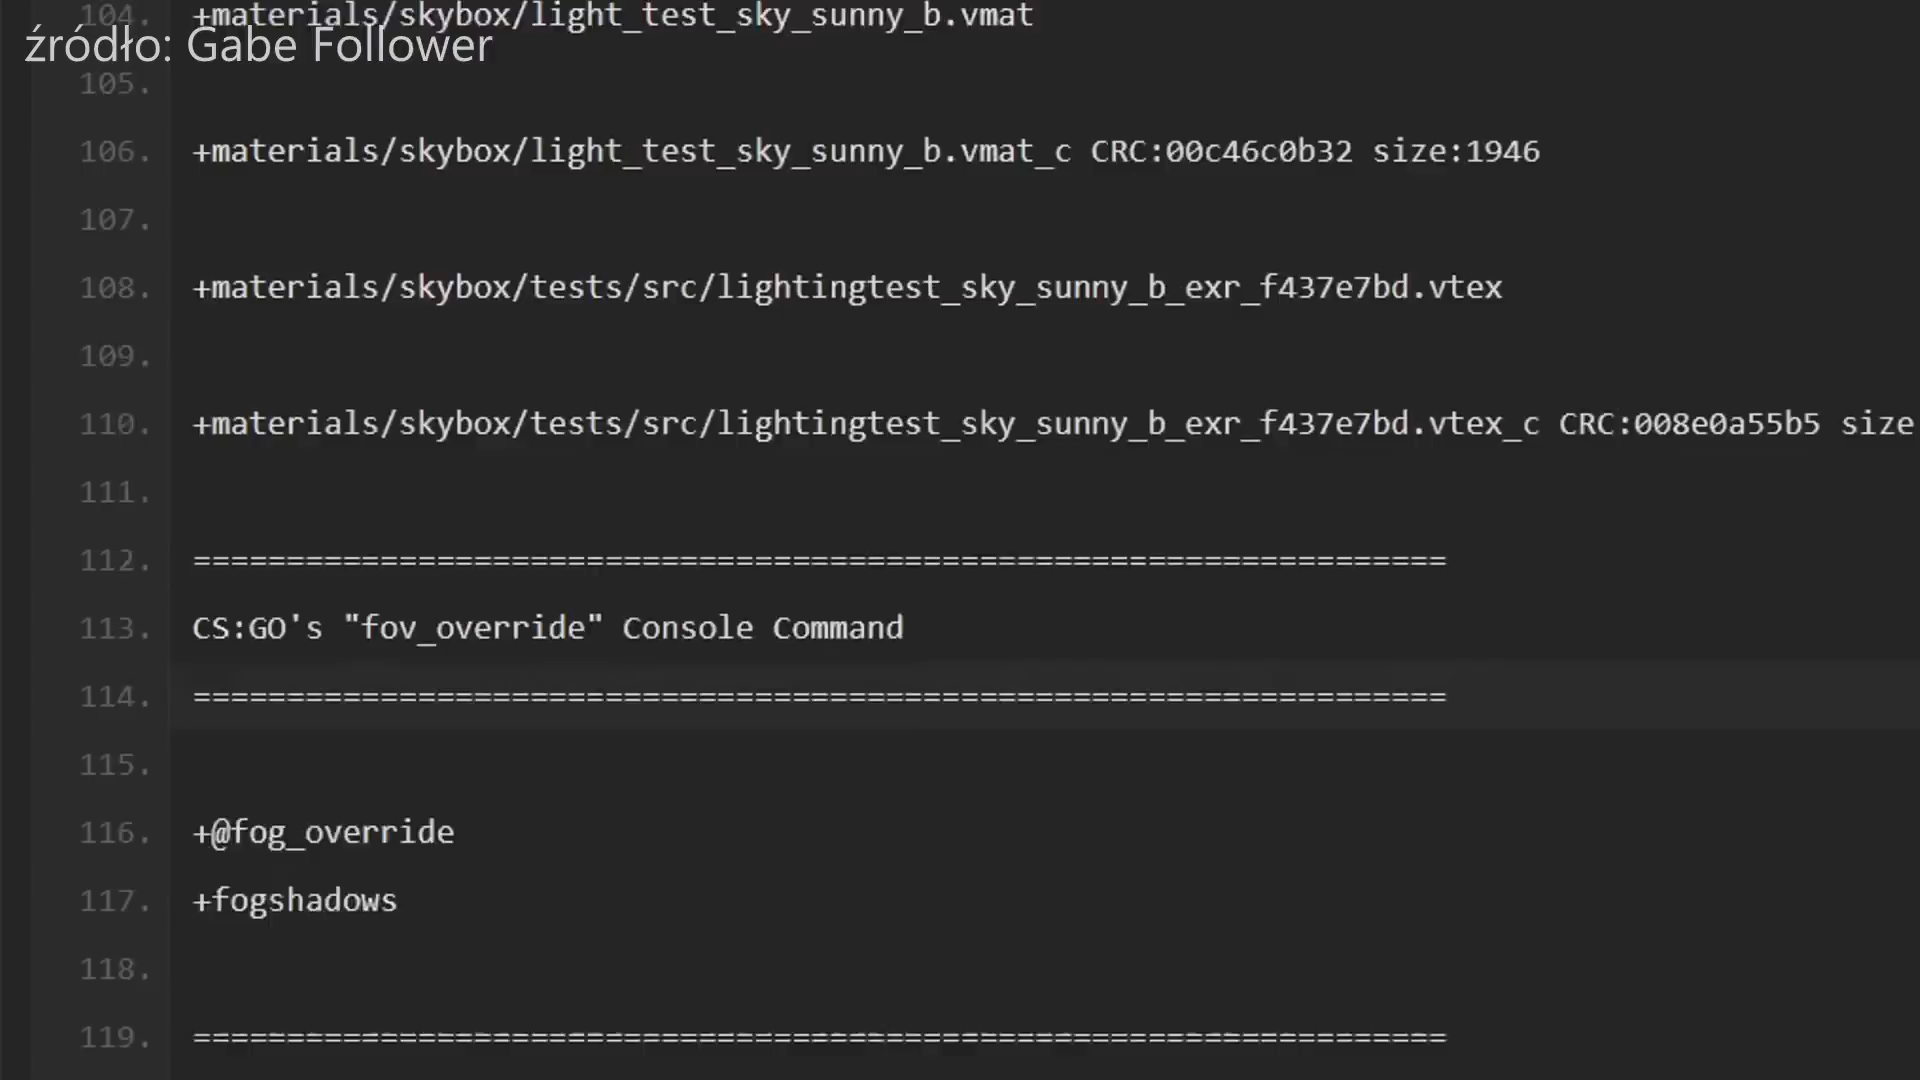 104. +materials/skybox/light_test_sky_sunny_b.vmat
źródło: Gabe Follower
105.
106. +materials/skybox/light_test_sky_sunny_b.vmat_c CRC:00c46c0b32 size:1946
107.
108. +materials/skybox/tests/src/lightingtest_sky_sunny_b_exr_f437e7bd.vtex
109.
110. +materials/skybox/tests/src/lightingtest_sky_sunny_b_exr_f437e7bd.vtex_c CRC:008e0a55b5 size
111.
112. ===================================================================
113. CS:GO's "fov_override" Console Command
114. ===================================================================
115.
116. +@fog_override
117. +fogshadows
118.
119. ===================================================================